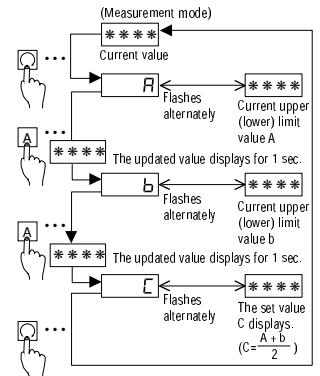 (Measurement mode)
****
Current value
A
****
Flashes
alternately
Current upper
(lower) limit
value A
A
****
The updated value displays for 1 sec.
b
****
Flashes
alternately
Current upper
(lower) limit
value b
A
****
The updated value displays for 1 sec.
C
****
Flashes
alternately
The set value
C displays.
(C=A+b/2)